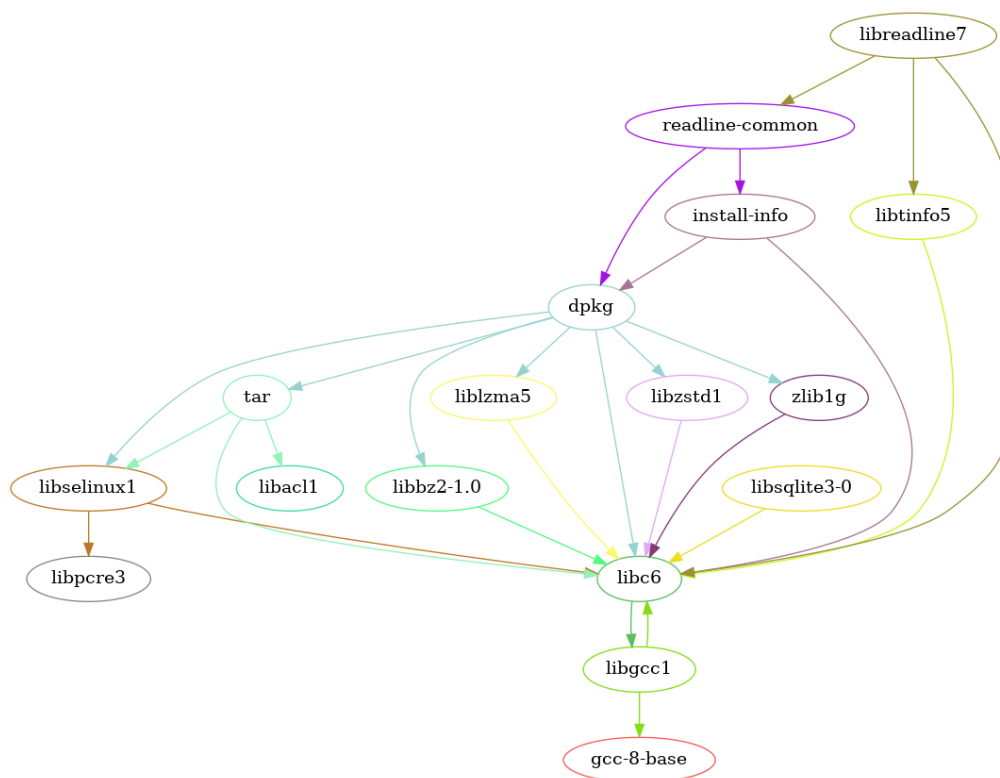 libreadline7
readline-common
install-info
libtinfo5
dpkg
tar
liblzma5
libzstd1
zlib1g
libselinux1
libacl1
libbz2-1.0
libsqlite3-0
libpcre3
libc6
libgcc1
gcc-8-base